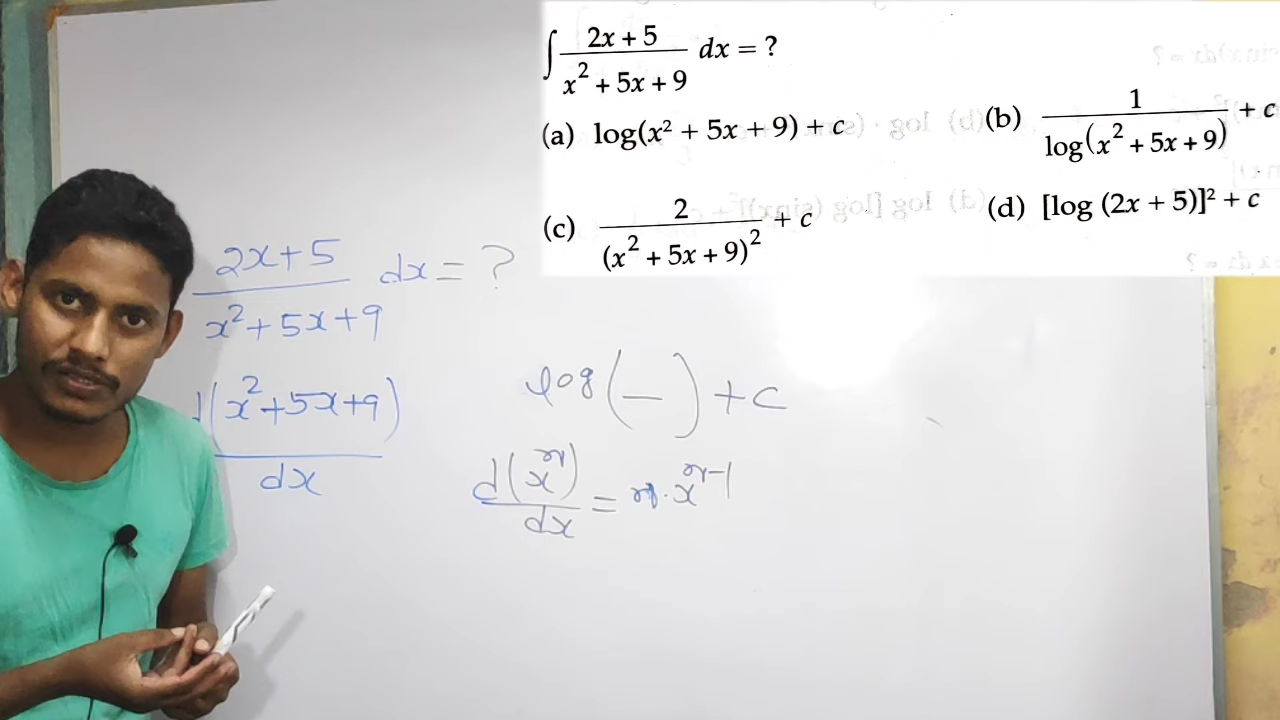 ∫ (2x + 5)/(x² + 5x + 9) dx = ?
(a) log(x² + 5x + 9) + c
(b) 1/log(x² + 5x + 9) + c
(c) 2/(x² + 5x + 9)² + c
(d) [log (2x + 5)]² + c
(2x+5)/(x²+5x+9) dx = ?
d(x²+5x+9)/dx
log( — ) + c
d(xⁿ)/dx = n·xⁿ⁻¹